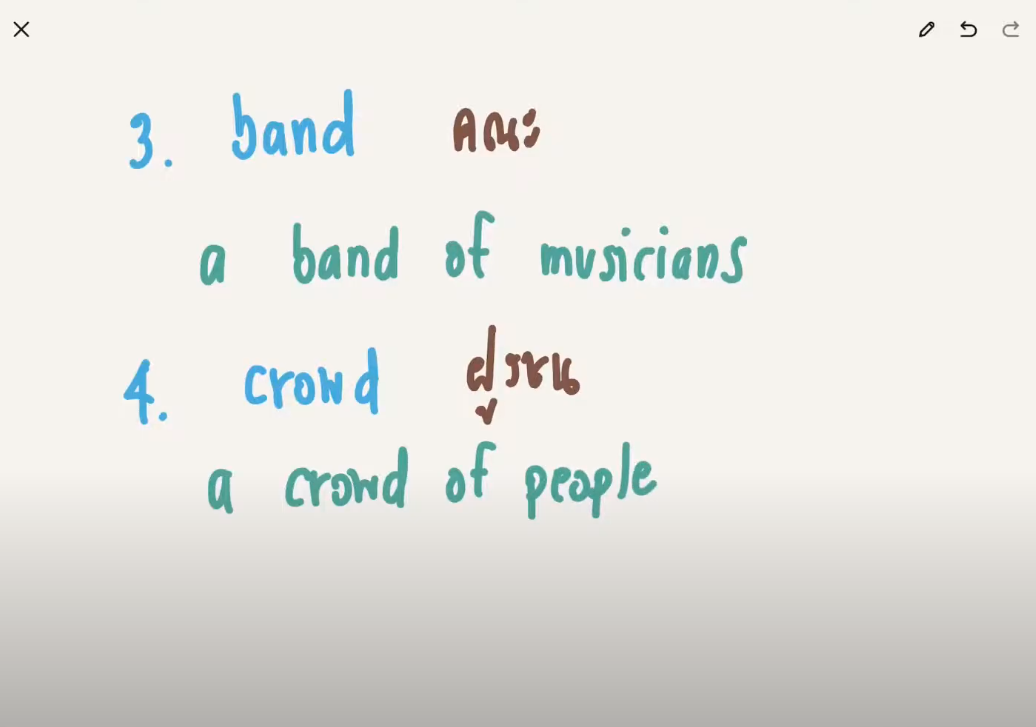 3. band คณะ
a band of musicians
4. crowd ฝูงชน
a crowd of people